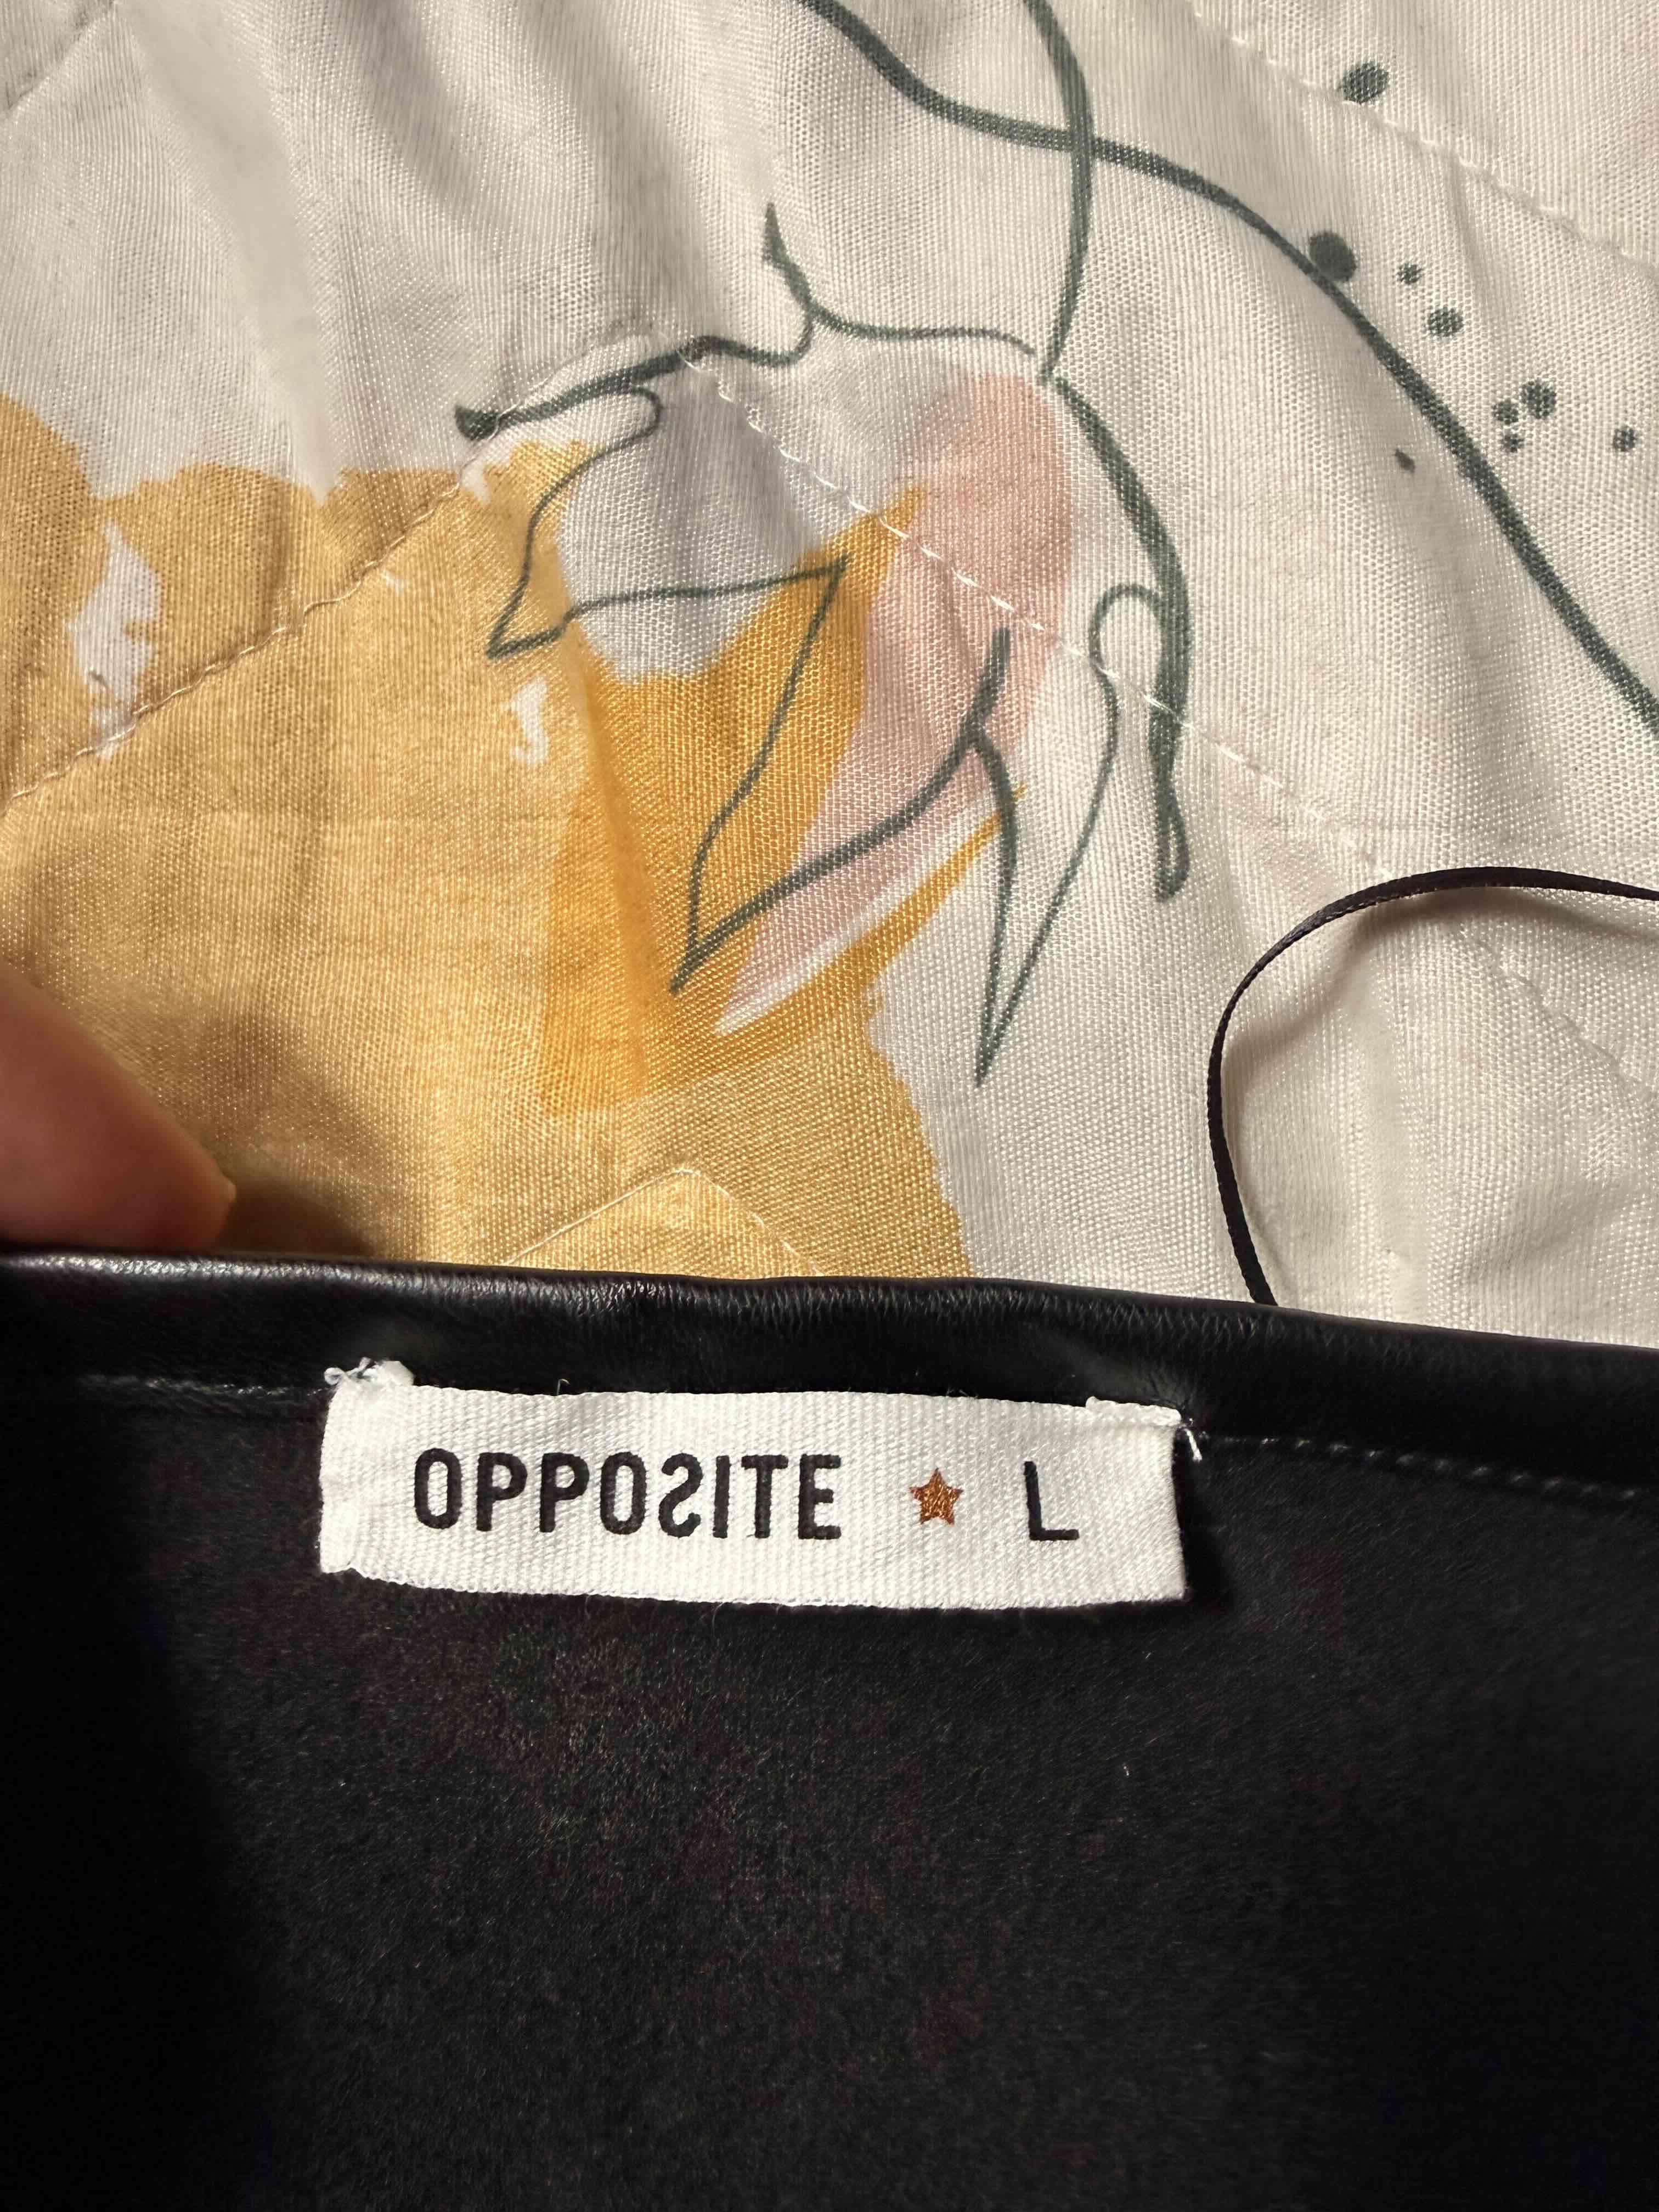 OPPOSITE ★ L